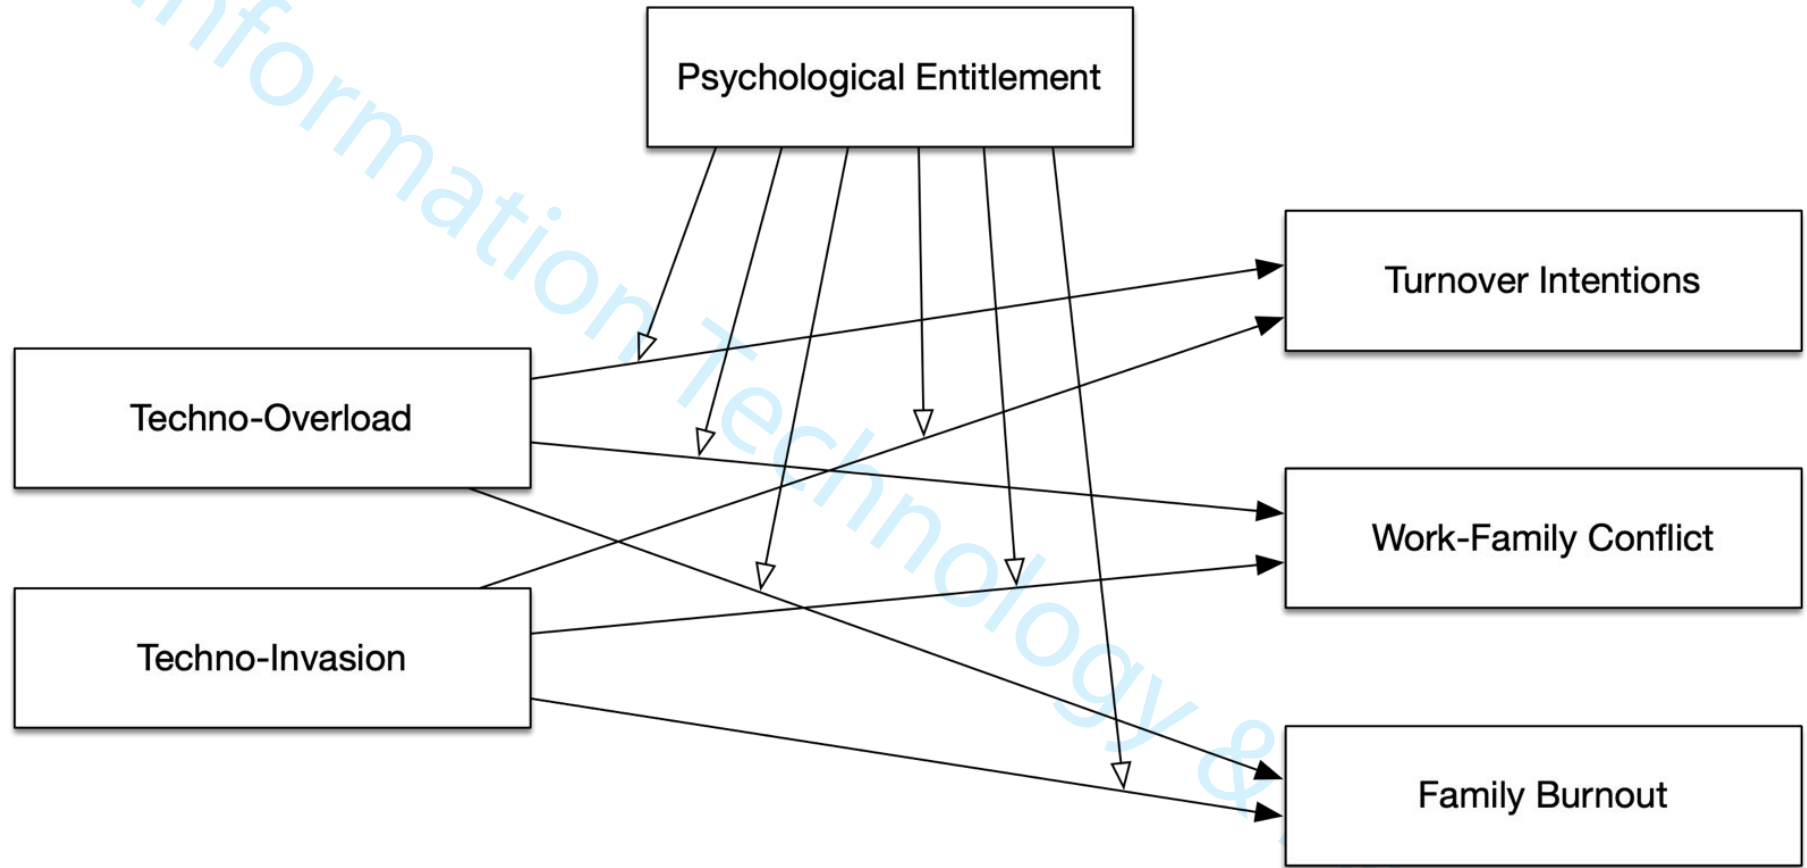 Information Technology &
Psychological Entitlement
Turnover Intentions
Techno-Overload
Work-Family Conflict
Techno-Invasion
Family Burnout